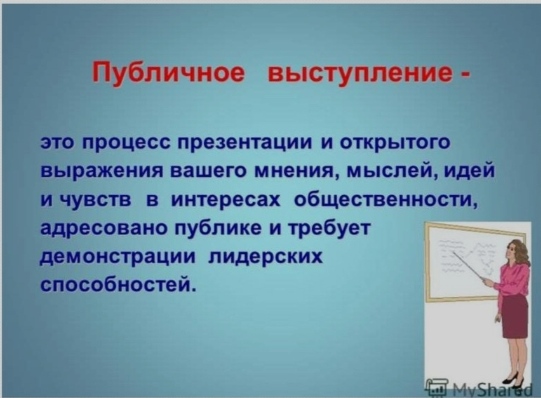 Публичное выступление -
это процесс презентации и открытого
выражения вашего мнения, мыслей, идей
и чувств в интересах общественности,
адресовано публике и требует
демонстрации лидерских
способностей.
MyShared